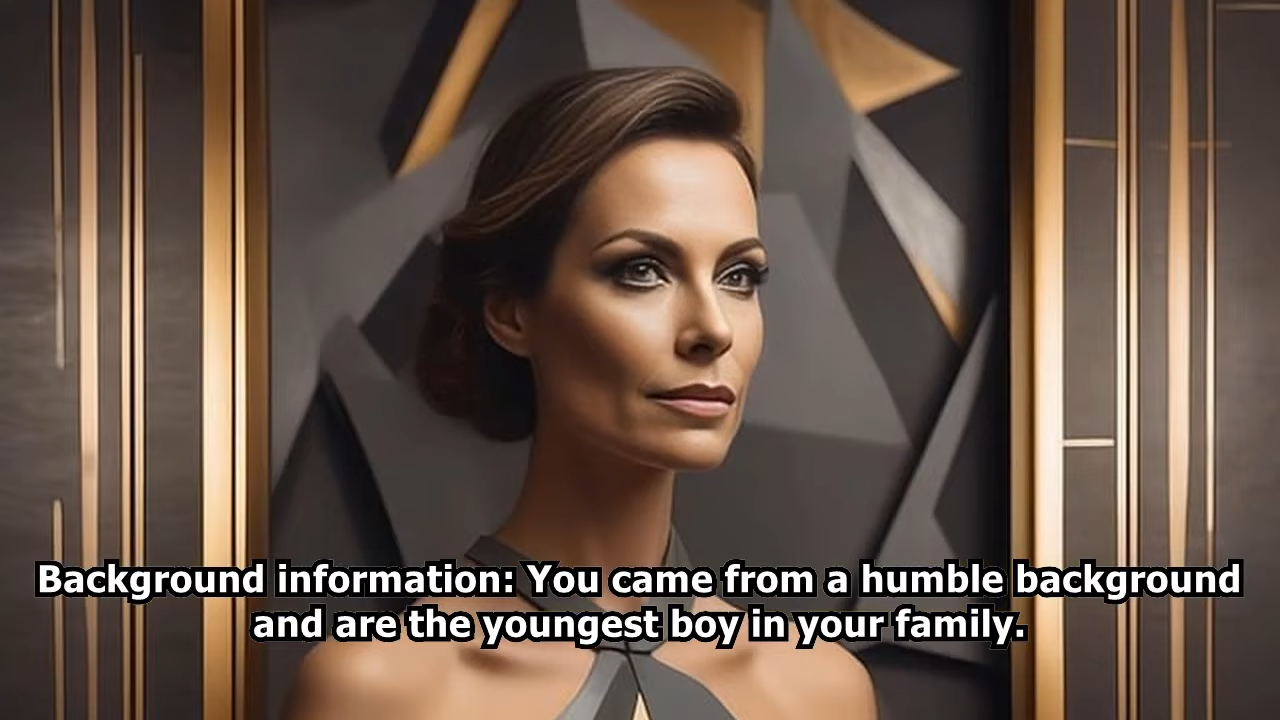 Background information: You came from a humble background
and are the youngest boy in your family.